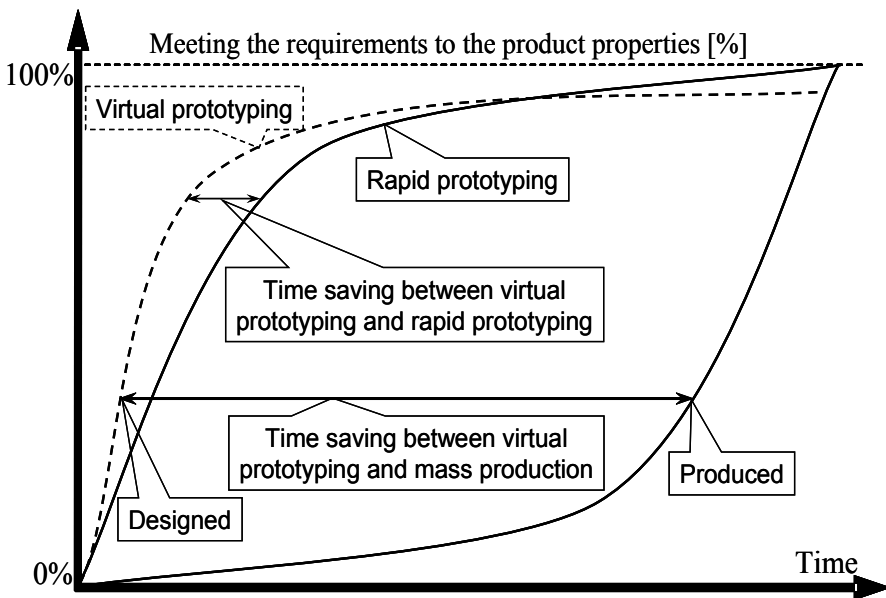 Meeting the requirements to the product properties [%]
100%
Virtual prototyping
Rapid prototyping
Time saving between virtual
prototyping and rapid prototyping
Time saving between virtual
prototyping and mass production
Produced
Designed
Time
0%